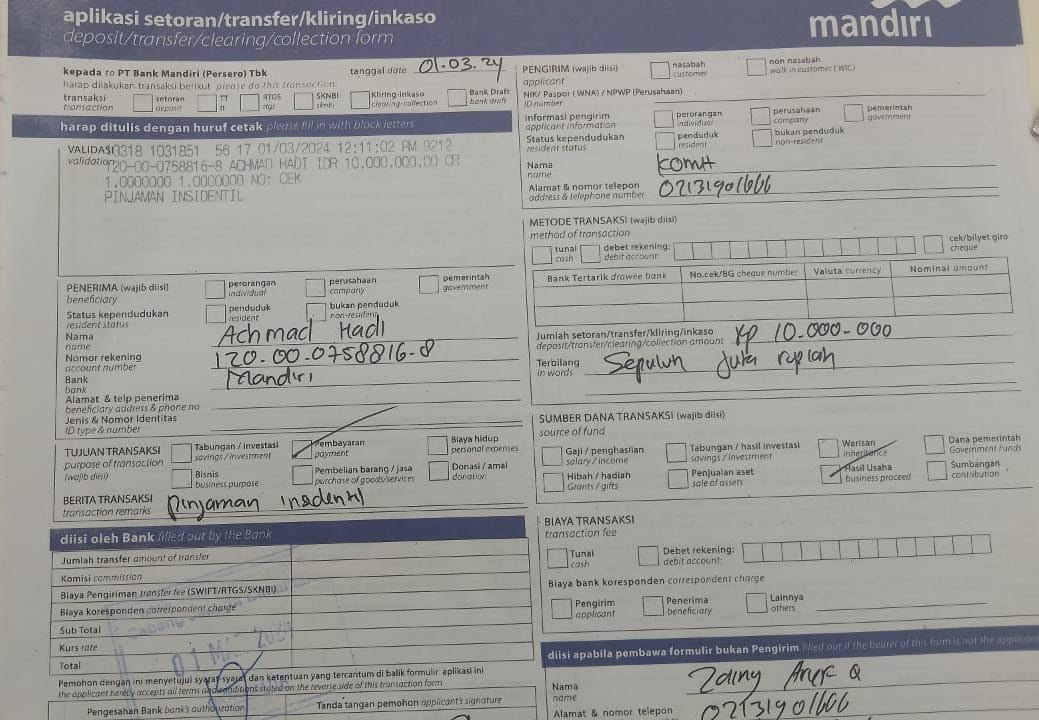 aplikasi setoran/transfer/kliring/inkaso
deposit/transfer/clearing/collection form
mandiri
kepada to PT Bank Mandiri (Persero) Tbk
tanggal date 01.03.24
harap dilakukan transaksi berikut please do this transaction:
transaksi
transaction
setoran
deposit
TT
tt
RTGS
rtgs
SKNBI
sknbi
Kliring-inkaso
clearing-collection
Bank Draft
bank draft
harap ditulis dengan huruf cetak please fill in with block letters
VALIDASI
validation
0318 1031851 56 17 01/03/2024 12:11:02 PM 9212
120-00-0758816-8 ACHMAD HADI IDR 10,000,000.00 CR
1.0000000 1.0000000 NO: CEK
PINJAMAN INSIDENTIL
PENERIMA (wajib diisi)
beneficiary
perorangan
individual
perusahaan
company
pemerintah
government
Status kependudukan
resident status
penduduk
resident
bukan penduduk
non-resident
Nama
name
Achmad Hadi
Nomor rekening
account number
120.00.0758816-8
Bank
bank
Mandiri
Alamat & telp penerima
beneficiary address & phone no
Jenis & Nomor Identitas
ID type & number
TUJUAN TRANSAKSI
purpose of transaction
(wajib diisi)
Tabungan / investasi
savings / investment
Pembayaran
payment
Biaya hidup
personal expenses
Bisnis
business purpose
Pembelian barang / jasa
purchase of goods/services
Donasi / amal
donation
BERITA TRANSAKSI
transaction remarks
pinjaman Insidentil
diisi oleh Bank filled out by the Bank
Jumlah transfer amount of transfer
Komisi commission
Biaya Pengiriman transfer fee (SWIFT/RTGS/SKNBI)
Biaya koresponden correspondent charge
Sub Total
Kurs rate
Total
Cabang
01 MAR 2024
Pemohon dengan ini menyetujui syarat-syarat dan ketentuan yang tercantum di balik formulir aplikasi ini
the applicant hereby accepts all terms and conditions stated on the reverse side of this transaction form
Pengesahan Bank bank's authorization
Tanda tangan pemohon applicant's signature
PENGIRIM (wajib diisi)
applicant
nasabah
customer
non nasabah
walk in customer (WIC)
NIK/ Paspor (WNA) / NPWP (Perusahaan)
ID number
Informasi pengirim
applicant information
perorangan
individual
perusahaan
company
pemerintah
government
Status kependudukan
resident status
penduduk
resident
bukan penduduk
non-resident
Nama
name
Alamat & nomor telepon
address & telephone number
02131901666
METODE TRANSAKSI (wajib diisi)
method of transaction
tunai
cash
debet rekening:
debit account:
cek/bilyet giro
cheque
Bank Tertarik drawee bank
No.cek/BG cheque number
Valuta currency
Nominal amount
Jumlah setoran/transfer/kliring/inkaso
deposit/transfer/clearing/collection amount
Rp 10.000-000
Terbilang
in words
Sepuluh Juta rupiah
SUMBER DANA TRANSAKSI (wajib diisi)
source of fund
Gaji / penghasilan
salary / income
Tabungan / hasil investasi
savings / investment
Warisan
inheritance
Dana pemerintah
Government Funds
Hibah / hadiah
Grants / gifts
Penjualan aset
sale of assets
Hasil Usaha
business proceed
Sumbangan
contribution
BIAYA TRANSAKSI
transaction fee
Tunai
cash
Debet rekening:
debit account:
Biaya bank koresponden correspondent charge
Pengirim
applicant
Penerima
beneficiary
Lainnya
others
diisi apabila pembawa formulir bukan Pengirim filled out if the bearer of this form is not the applicant
Nama
name
Zainy Arif Q
Alamat & nomor telepon
02131901666